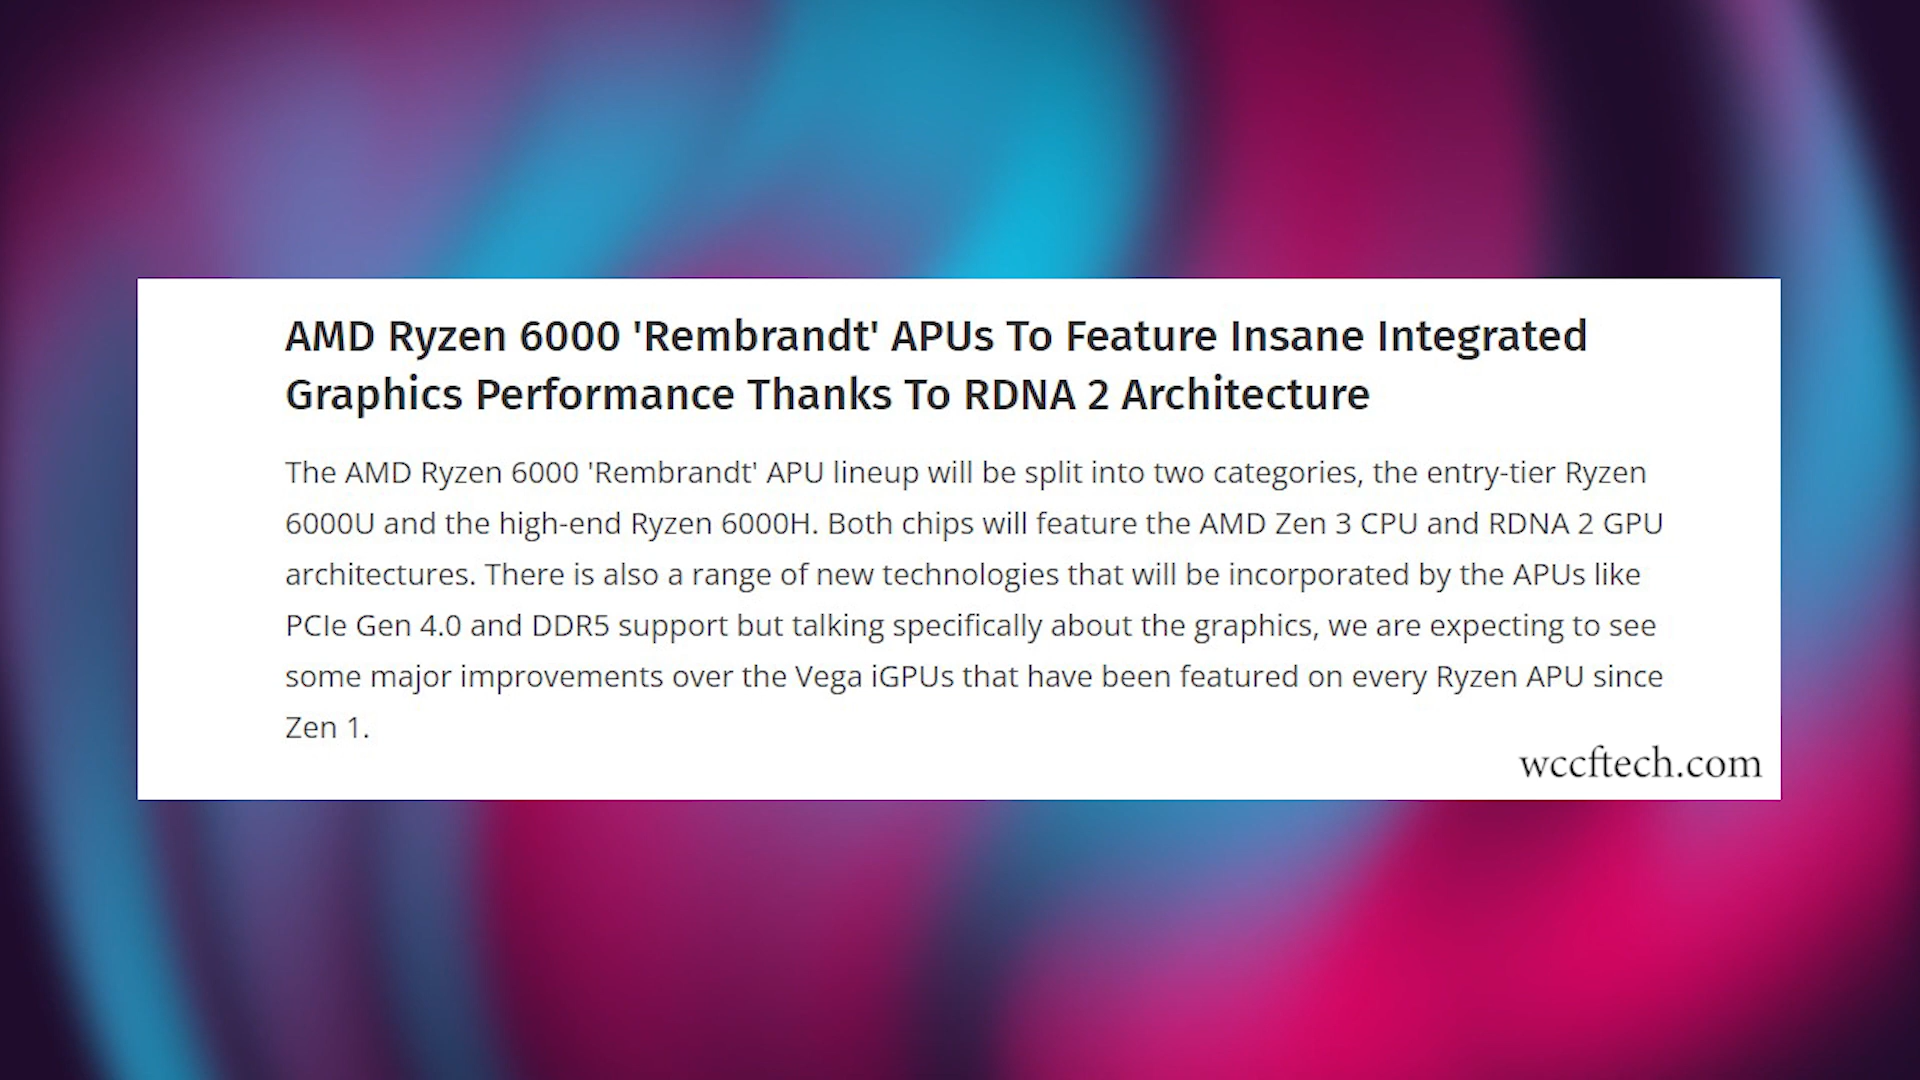 AMD Ryzen 6000 'Rembrandt' APUs To Feature Insane Integrated
Graphics Performance Thanks To RDNA 2 Architecture
The AMD Ryzen 6000 'Rembrandt' APU lineup will be split into two categories, the entry-tier Ryzen
6000U and the high-end Ryzen 6000H. Both chips will feature the AMD Zen 3 CPU and RDNA 2 GPU
architectures. There is also a range of new technologies that will be incorporated by the APUs like
PCIe Gen 4.0 and DDR5 support but talking specifically about the graphics, we are expecting to see
some major improvements over the Vega iGPUs that have been featured on every Ryzen APU since
Zen 1.
wccftech.com